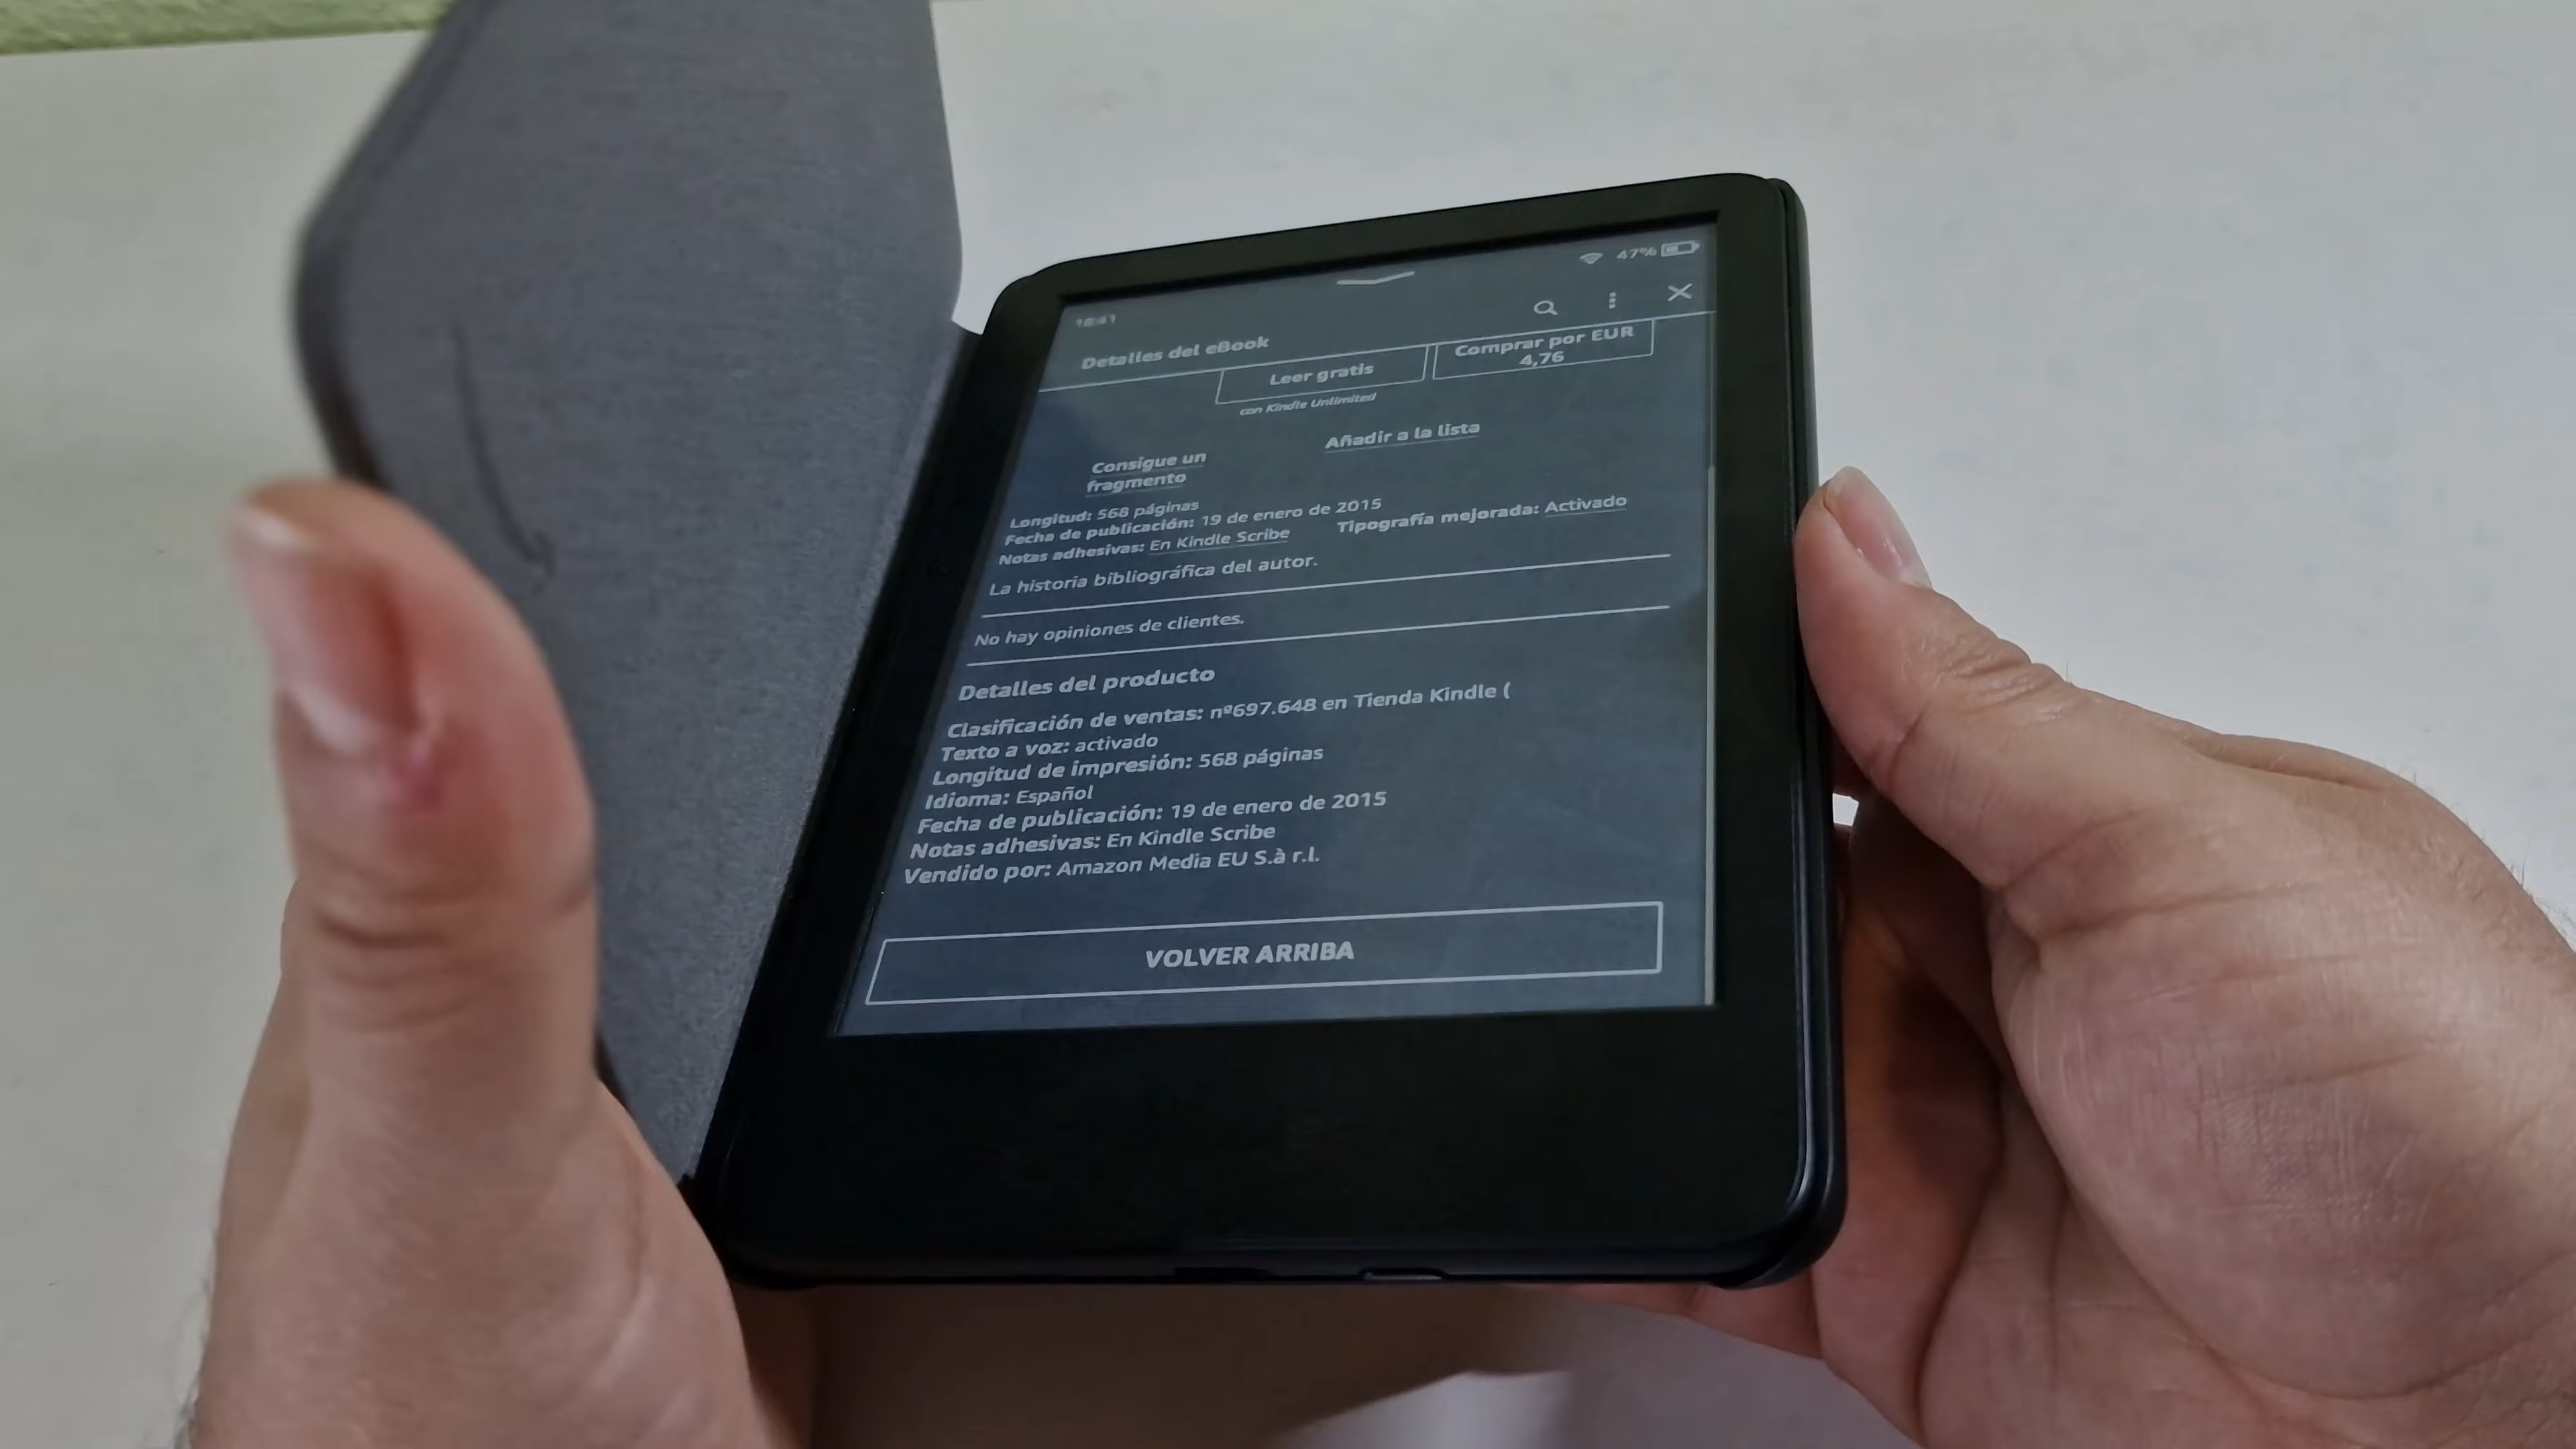 18:41
47%
Detalles del eBook
Leer gratis
Comprar por EUR
4,76
con Kindle Unlimited
Consigue un
fragmento
Añadir a la lista
Longitud: 568 páginas
Fecha de publicación: 19 de enero de 2015
Notas adhesivas: En Kindle Scribe
Tipografía mejorada: Activado
La historia bibliográfica del autor.
No hay opiniones de clientes.
Detalles del producto
Clasificación de ventas: nº697.648 en Tienda Kindle (
Texto a voz: activado
Longitud de impresión: 568 páginas
Idioma: Español
Fecha de publicación: 19 de enero de 2015
Notas adhesivas: En Kindle Scribe
Vendido por: Amazon Media EU S.à r.l.
VOLVER ARRIBA